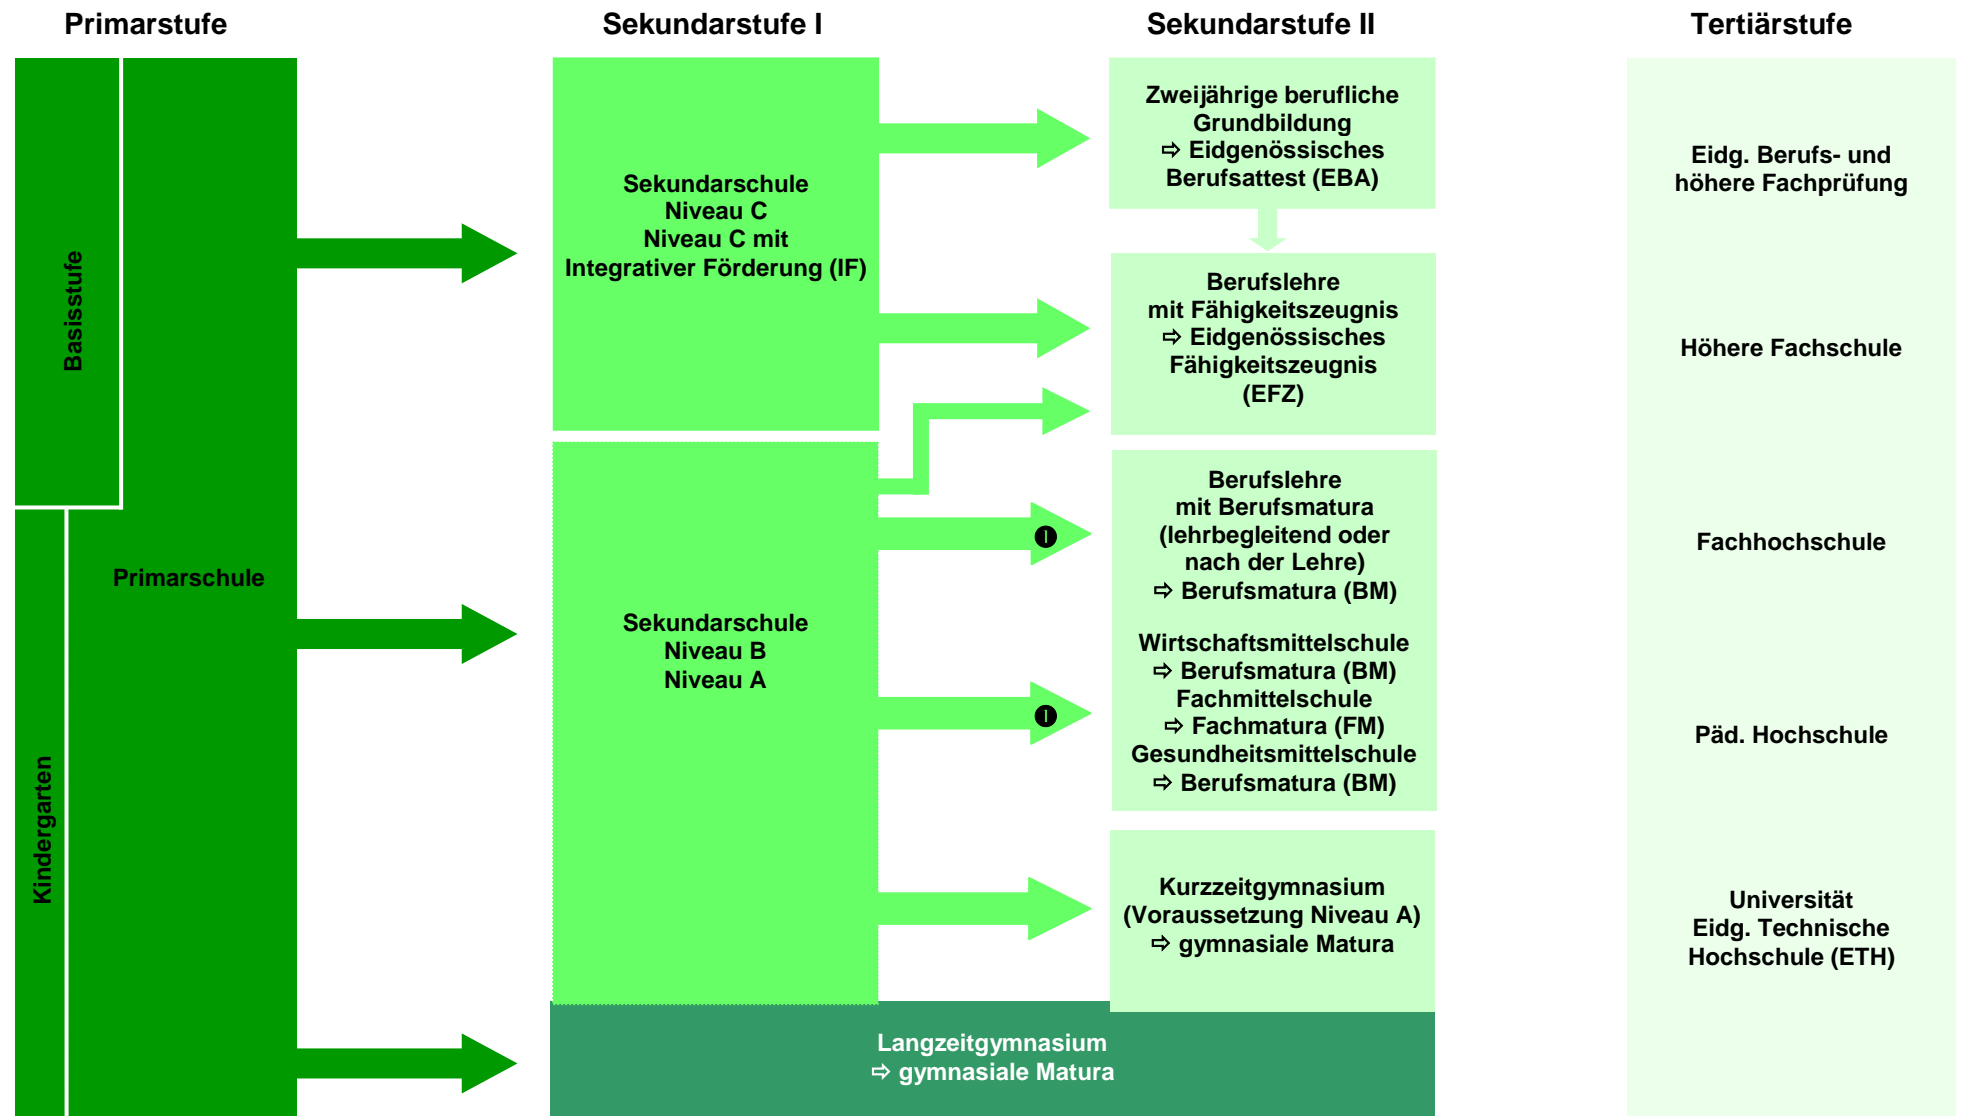 Primarstufe
Sekundarstufe I
Sekundarstufe II
Tertiärstufe
Basisstufe
Kindergarten
Primarschule
Sekundarschule
Niveau C
Niveau C mit
Integrativer Förderung (IF)
Sekundarschule
Niveau B
Niveau A
Zweijährige berufliche
Grundbildung
⇨ Eidgenössisches
Berufsattest (EBA)
Berufslehre
mit Fähigkeitszeugnis
⇨ Eidgenössisches
Fähigkeitszeugnis
(EFZ)
❶
Berufslehre
mit Berufsmatura
(lehrbegleitend oder
nach der Lehre)
⇨ Berufsmatura (BM)
❶
Wirtschaftsmittelschule
⇨ Berufsmatura (BM)
Fachmittelschule
⇨ Fachmatura (FM)
Gesundheitsmittelschule
⇨ Berufsmatura (BM)
Kurzzeitgymnasium
(Voraussetzung Niveau A)
⇨ gymnasiale Matura
Langzeitgymnasium
⇨ gymnasiale Matura
Eidg. Berufs- und
höhere Fachprüfung
Höhere Fachschule
Fachhochschule
Päd. Hochschule
Universität
Eidg. Technische
Hochschule (ETH)